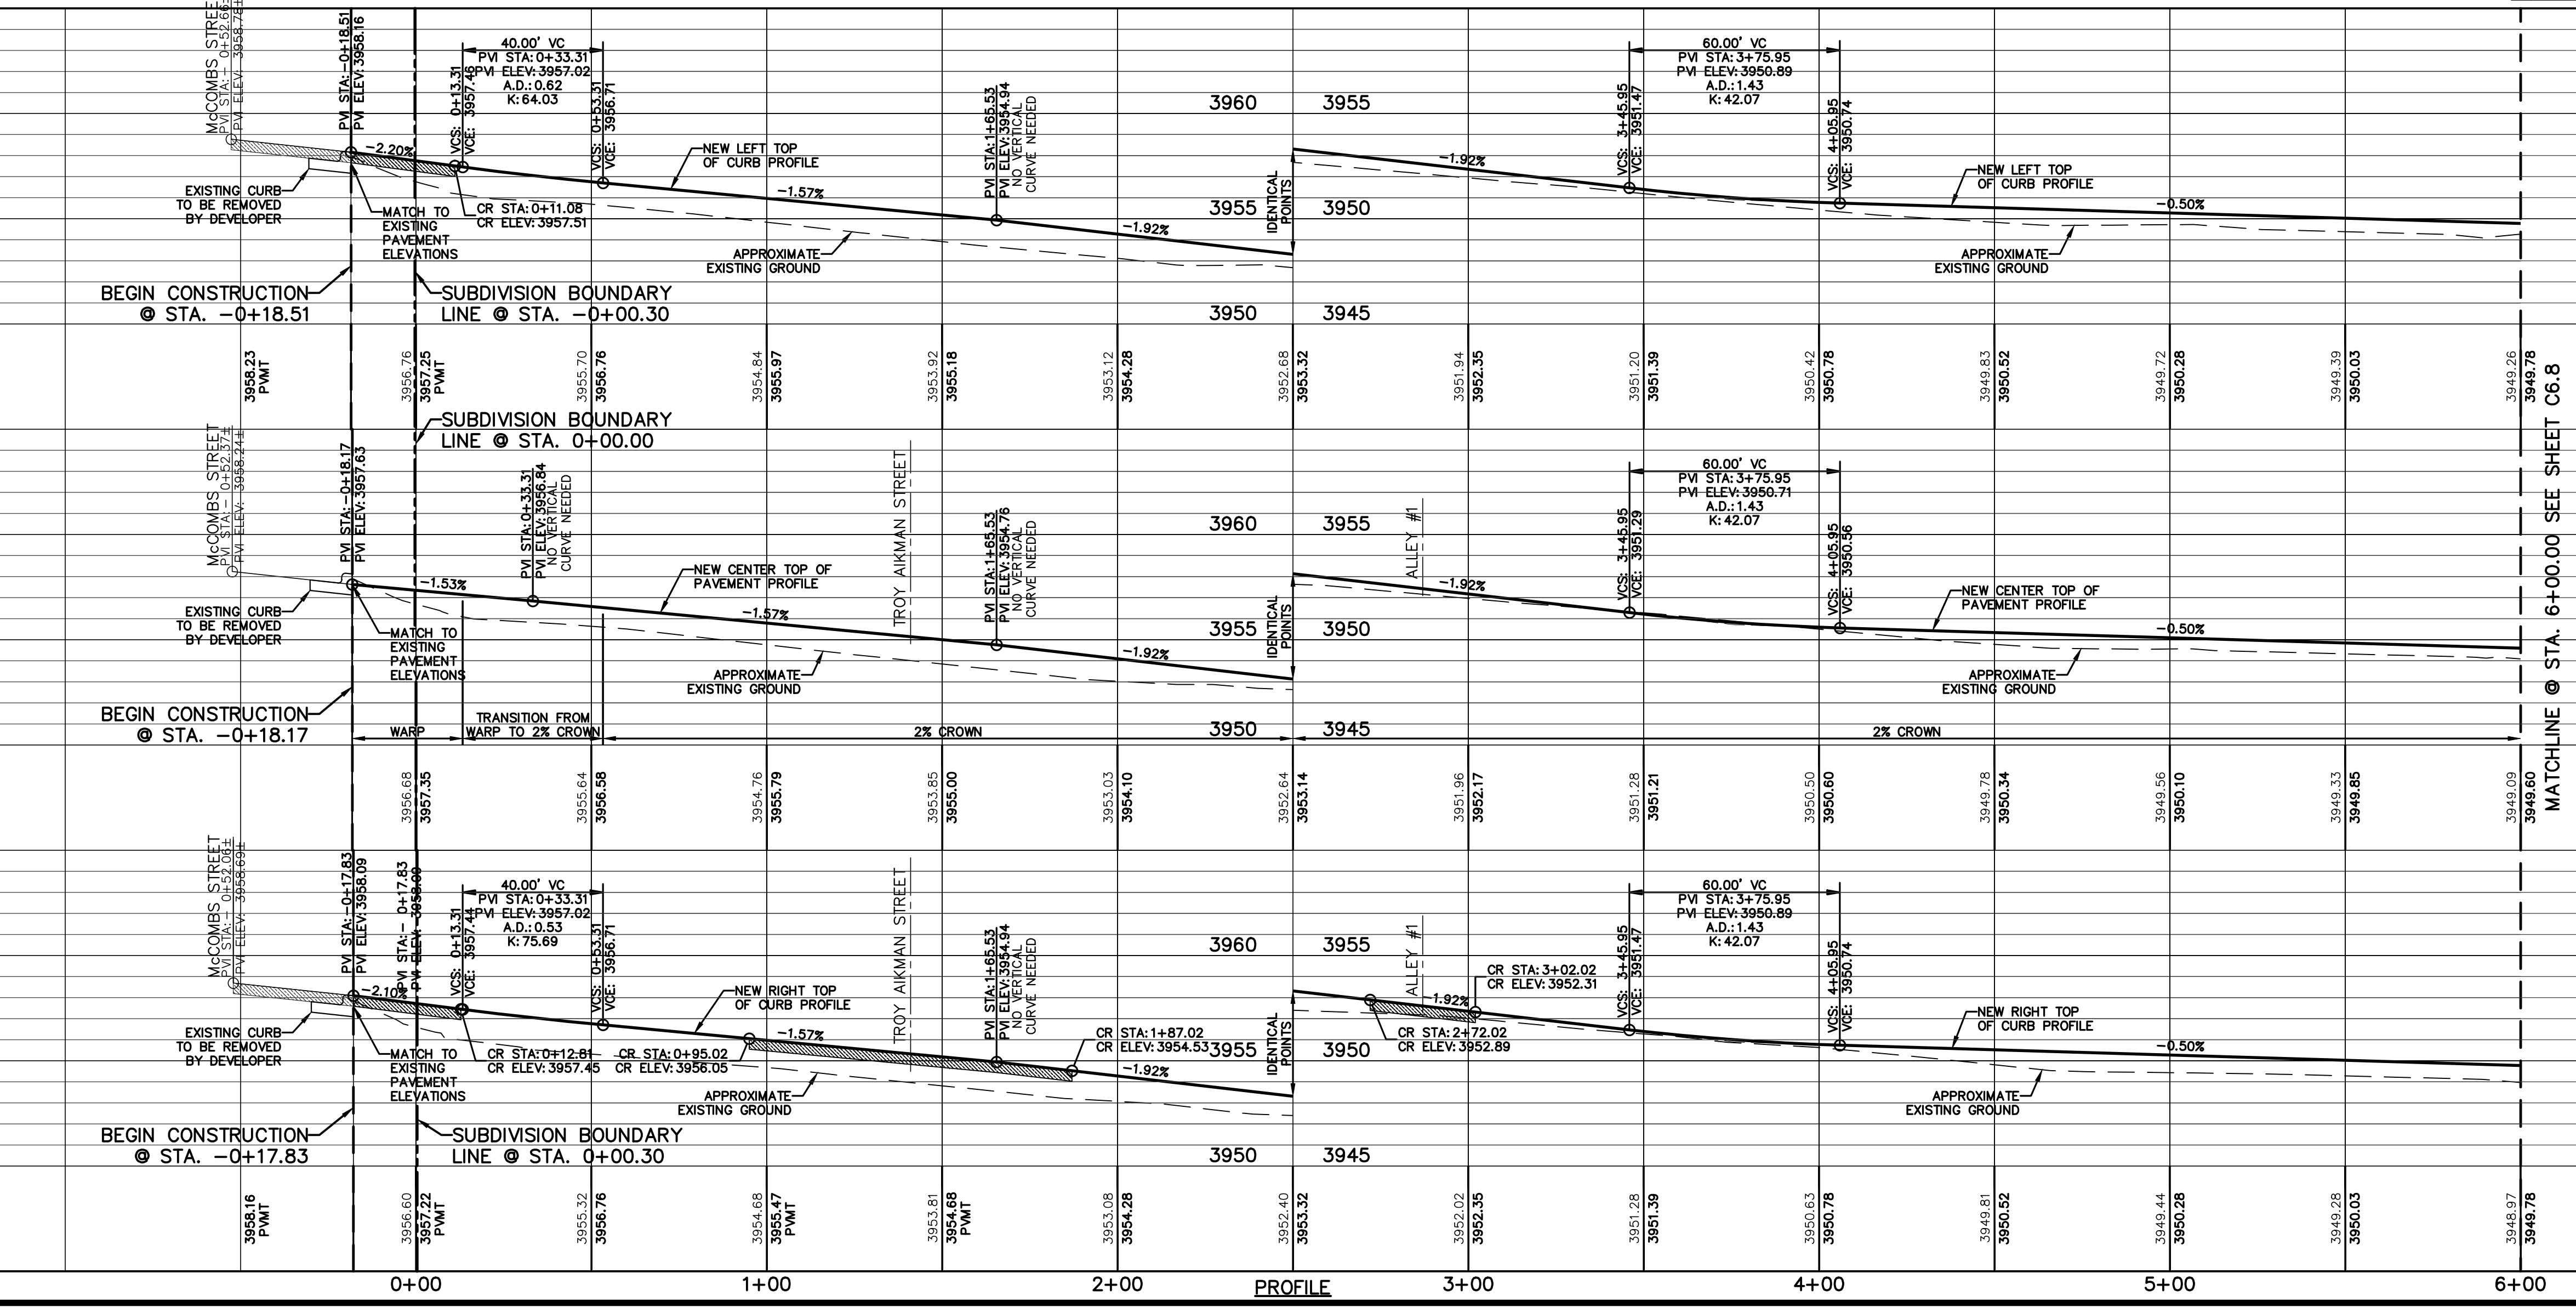 McCOMBS STREET
PVI STA:- 0+52.66±
PVI ELEV: 3958.78±
PVI STA:-0+18.51
PVI ELEV:3958.16
VCS: 0+13.31
VCE: 3957.46
40.00' VC
PVI STA:0+33.31
PVI ELEV:3957.02
A.D.:0.62
K:64.03
VCS: 0+53.31
VCE: 3956.71
PVI STA:1+65.53
PVI ELEV:3954.94
NO VERTICAL
CURVE NEEDED
3960
3955
VCS: 3+45.95
VCE: 3951.47
60.00' VC
PVI STA:3+75.95
PVI ELEV:3950.89
A.D.:1.43
K:42.07
VCS: 4+05.95
VCE: 3950.74
-2.20%
NEW LEFT TOP
OF CURB PROFILE
-1.57%
-1.92%
IDENTICAL
POINTS
-1.92%
NEW LEFT TOP
OF CURB PROFILE
-0.50%
EXISTING CURB
TO BE REMOVED
BY DEVELOPER
MATCH TO
EXISTING
PAVEMENT
ELEVATIONS
CR STA:0+11.08
CR ELEV:3957.51
3955
3950
APPROXIMATE
EXISTING GROUND
APPROXIMATE
EXISTING GROUND
BEGIN CONSTRUCTION
@ STA. -0+18.51
SUBDIVISION BOUNDARY
LINE @ STA. -0+00.30
3950
3945
3958.23
PVMT
3956.76
3957.25
PVMT
3955.70
3956.76
3954.84
3955.97
3953.92
3955.18
3953.12
3954.28
3952.68
3953.32
3951.94
3952.35
3951.20
3951.39
3950.42
3950.78
3949.83
3950.52
3949.72
3950.28
3949.39
3950.03
3949.26
3949.78
MATCHLINE @ STA. 6+00.00 SEE SHEET C6.8
McCOMBS STREET
PVI STA:- 0+52.37±
PVI ELEV: 3958.24±
PVI STA:-0+18.17
PVI ELEV:3957.63
SUBDIVISION BOUNDARY
LINE @ STA. 0+00.00
PVI STA:0+33.31
PVI ELEV:3956.84
NO VERTICAL
CURVE NEEDED
TROY AIKMAN STREET
PVI STA:1+65.53
PVI ELEV:3954.76
NO VERTICAL
CURVE NEEDED
3960
3955
ALLEY #1
VCS: 3+45.95
VCE: 3951.29
60.00' VC
PVI STA:3+75.95
PVI ELEV:3950.71
A.D.:1.43
K:42.07
VCS: 4+05.95
VCE: 3950.56
-1.53%
NEW CENTER TOP OF
PAVEMENT PROFILE
-1.57%
-1.92%
IDENTICAL
POINTS
-1.92%
NEW CENTER TOP OF
PAVEMENT PROFILE
-0.50%
EXISTING CURB
TO BE REMOVED
BY DEVELOPER
MATCH TO
EXISTING
PAVEMENT
ELEVATIONS
3955
3950
APPROXIMATE
EXISTING GROUND
APPROXIMATE
EXISTING GROUND
BEGIN CONSTRUCTION
@ STA. -0+18.17
WARP
TRANSITION FROM
WARP TO 2% CROWN
2% CROWN
3950
3945
2% CROWN
3956.68
3957.35
3955.64
3956.58
3954.76
3955.79
3953.85
3955.00
3953.03
3954.10
3952.64
3953.14
3951.96
3952.17
3951.28
3951.21
3950.50
3950.60
3949.78
3950.34
3949.56
3950.10
3949.33
3949.85
3949.09
3949.60
McCOMBS STREET
PVI STA:- 0+52.06±
PVI ELEV: 3958.69±
PVI STA:-0+17.83
PVI ELEV:3958.09
PVI STA:- 0+17.83
PVI ELEV:
VCS: 0+13.31
VCE: 3957.44
40.00' VC
PVI STA:0+33.31
PVI ELEV:3957.02
A.D.:0.53
K:75.69
VCS: 0+53.31
VCE: 3956.71
TROY AIKMAN STREET
PVI STA:1+65.53
PVI ELEV:3954.94
NO VERTICAL
CURVE NEEDED
3960
3955
ALLEY #1
CR STA:3+02.02
CR ELEV:3952.31
VCS: 3+45.95
VCE: 3951.47
60.00' VC
PVI STA:3+75.95
PVI ELEV:3950.89
A.D.:1.43
K:42.07
VCS: 4+05.95
VCE: 3950.74
-2.10%
NEW RIGHT TOP
OF CURB PROFILE
-1.57%
-1.92%
IDENTICAL
POINTS
-1.92%
NEW RIGHT TOP
OF CURB PROFILE
-0.50%
EXISTING CURB
TO BE REMOVED
BY DEVELOPER
MATCH TO
EXISTING
PAVEMENT
ELEVATIONS
CR STA:0+12.81
CR ELEV:3957.45
CR STA:0+95.02
CR ELEV:3956.05
CR STA:1+87.02
CR ELEV:3954.53
3955
3950
CR STA:2+72.02
CR ELEV:3952.89
APPROXIMATE
EXISTING GROUND
APPROXIMATE
EXISTING GROUND
BEGIN CONSTRUCTION
@ STA. -0+17.83
SUBDIVISION BOUNDARY
LINE @ STA. 0+00.30
3950
3945
3958.16
PVMT
3956.60
3957.22
PVMT
3955.32
3956.76
3954.68
3955.47
PVMT
3953.81
3954.68
PVMT
3953.08
3954.28
3952.40
3953.32
3952.02
3952.35
3951.28
3951.39
3950.63
3950.78
3949.81
3950.52
3949.44
3950.28
3949.28
3950.03
3948.97
3949.78
0+00
1+00
2+00
PROFILE
3+00
4+00
5+00
6+00